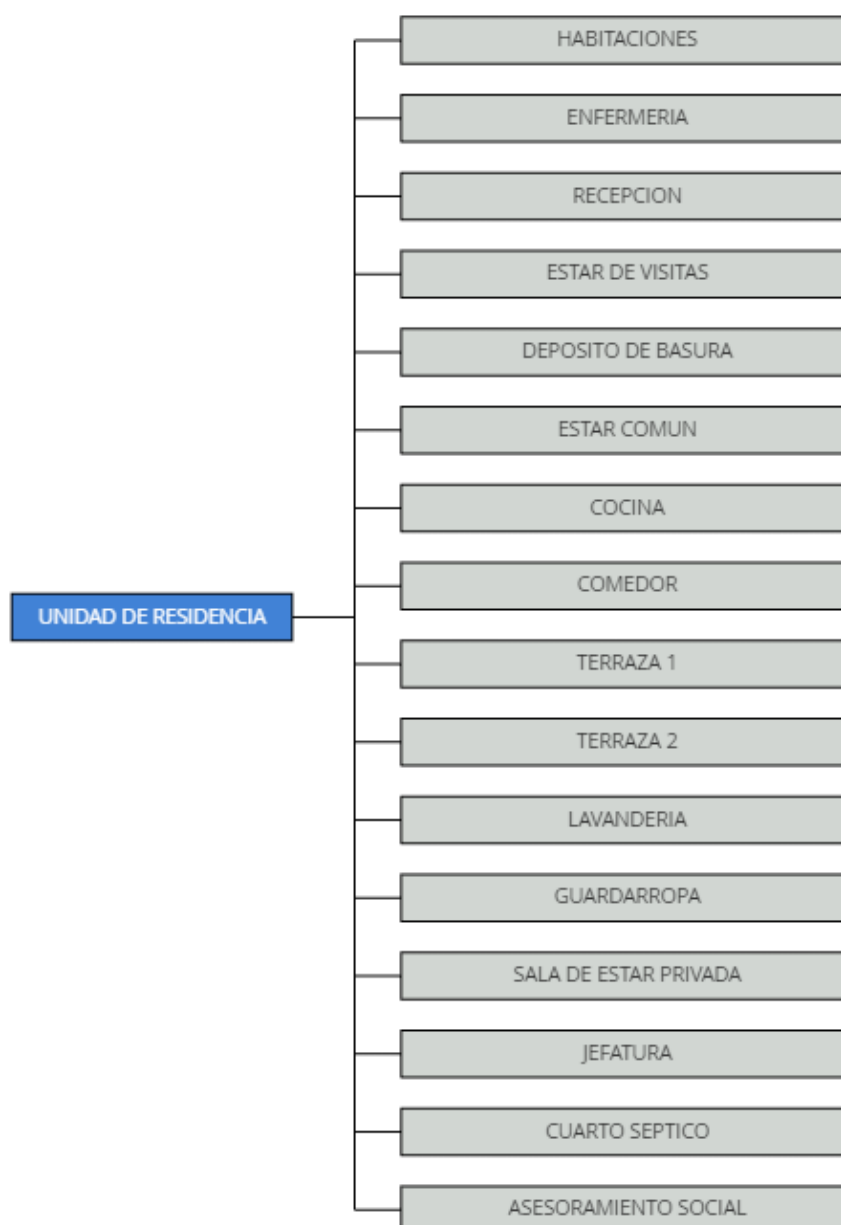 HABITACIONES
ENFERMERIA
RECEPCION
ESTAR DE VISITAS
DEPOSITO DE BASURA
ESTAR COMUN
COCINA
COMEDOR
UNIDAD DE RESIDENCIA
TERRAZA 1
TERRAZA 2
LAVANDERIA
GUARDARROPA
SALA DE ESTAR PRIVADA
JEFATURA
CUARTO SEPTICO
ASESORAMIENTO SOCIAL